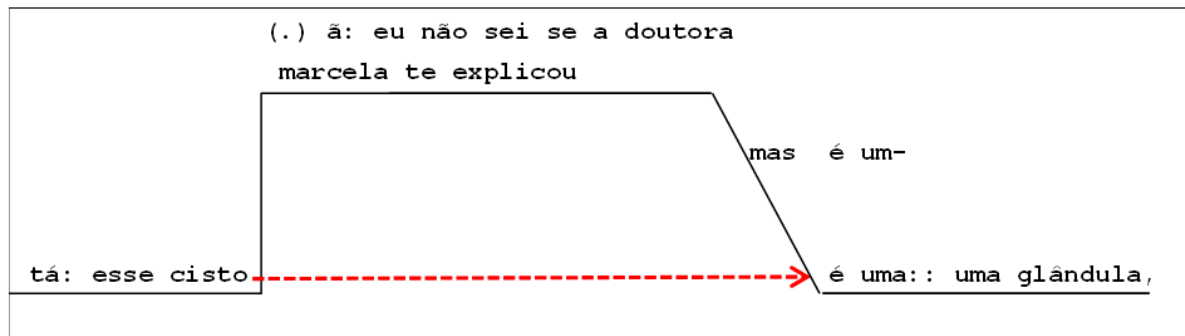 (.) ã: eu não sei se a doutora
marcela te explicou
mas é um-
tá: esse cisto
é uma:: uma glândula,